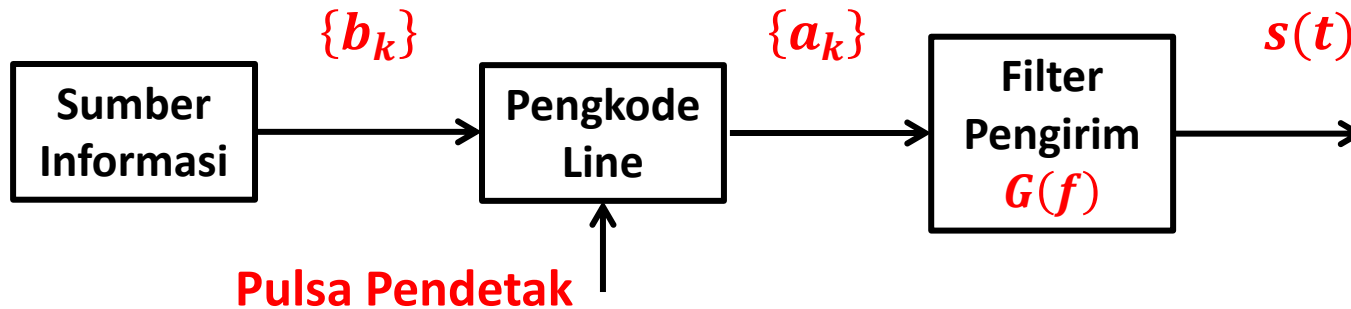 {b_k}
{a_k}
s(t)
Sumber
Informasi
Pengkode
Line
Filter
Pengirim
G(f)
Pulsa Pendetak